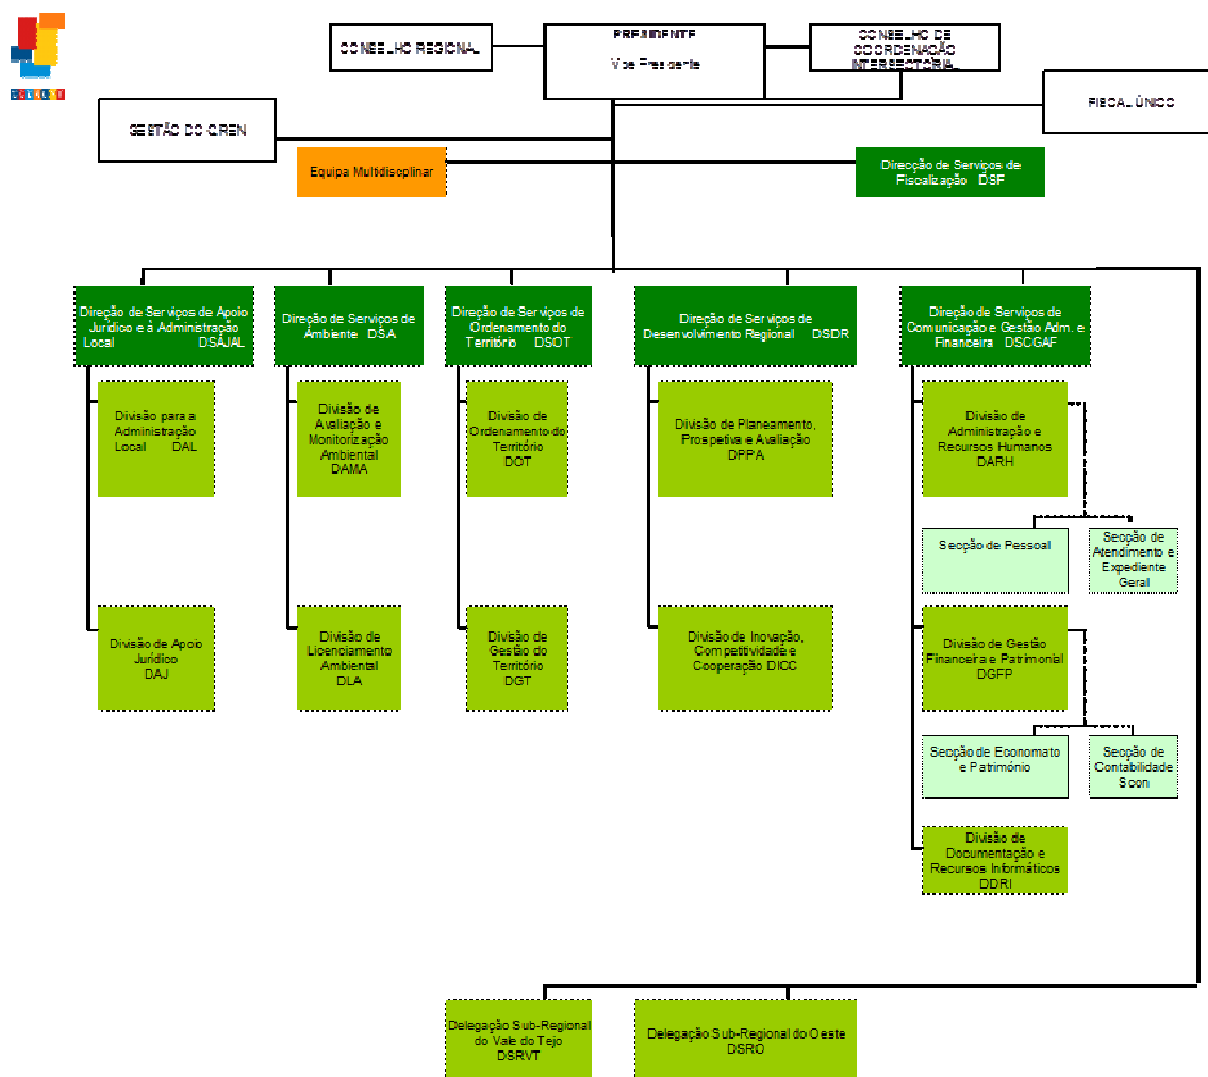 CONSELHO REGIONAL
PRESIDENTE
Vice Presidente
CONSELHO DE
COORDENAÇÃO
INTERSECTORIAL
FISCAL ÚNICO
GESTÃO DO QREN
Equipa Multidisciplinar
Direcção de Serviços de
Fiscalização DSF
Direção de Serviços de Apoio
Jurídico e à Administração
Local DSAJAL
Direção de Serviços de
Ambiente DSA
Direção de Serviços de
Ordenamento do
Território DSOT
Direção de Serviços de
Desenvolvimento Regional DSDR
Direção de Serviços de
Comunicação e Gestão Adm. e
Financeira DSC/GAF
Divisão para a
Administração
Local DAL
Divisão de
Avaliação e
Monitorização
Ambiental
DAMA
Divisão de
Ordenamento do
Território
DOT
Divisão de Planeamento,
Prospetiva e Avaliação
DPPA
Divisão de
Administração e
Recursos Humanos
DARH
Secção de Pessoal
Secção de
Atendimento e
Expediente
Geral
Divisão de Apoio
Jurídico
DAJ
Divisão de
Licenciamento
Ambiental
DLA
Divisão de
Gestão do
Território
DGT
Divisão de Inovação,
Competitividade e
Cooperação DICC
Divisão de Gestão
Financeira e Patrimonial
DGFP
Secção de Economato
e Património
Secção de
Contabilidade
Divisão de
Documentação e
Recursos Informáticos
DDRI
Delegação Sub-Regional
do Vale do Tejo
DSRVT
Delegação Sub-Regional do Oeste
DSRO